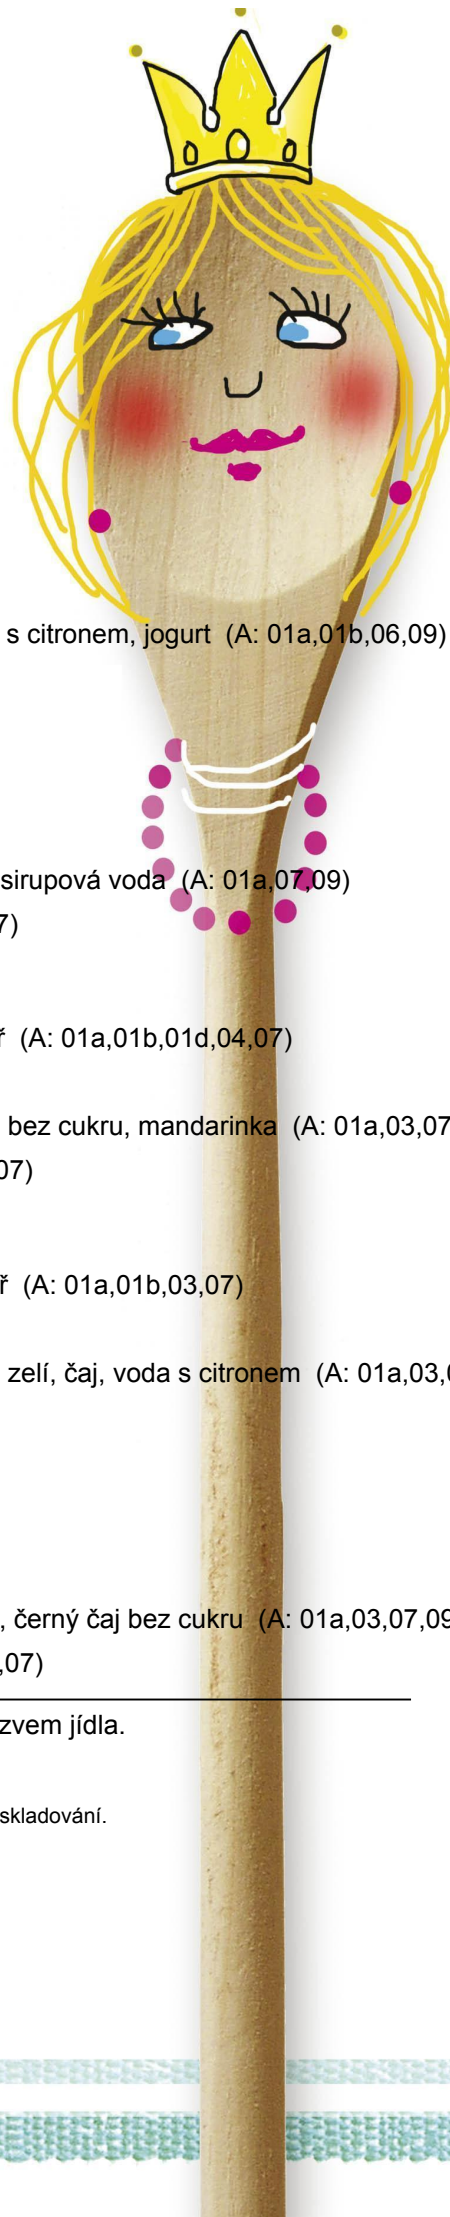 s citronem, jogurt (A: 01a,01b,06,09)
sirupová voda (A: 01a,07,09)
7)
ř (A: 01a,01b,01d,04,07)
bez cukru, mandarinka (A: 01a,03,07
07)
ř (A: 01a,01b,03,07)
zelí, čaj, voda s citronem (A: 01a,03,
, černý čaj bez cukru (A: 01a,03,07,09
,07)
zvem jídla.
skladování.